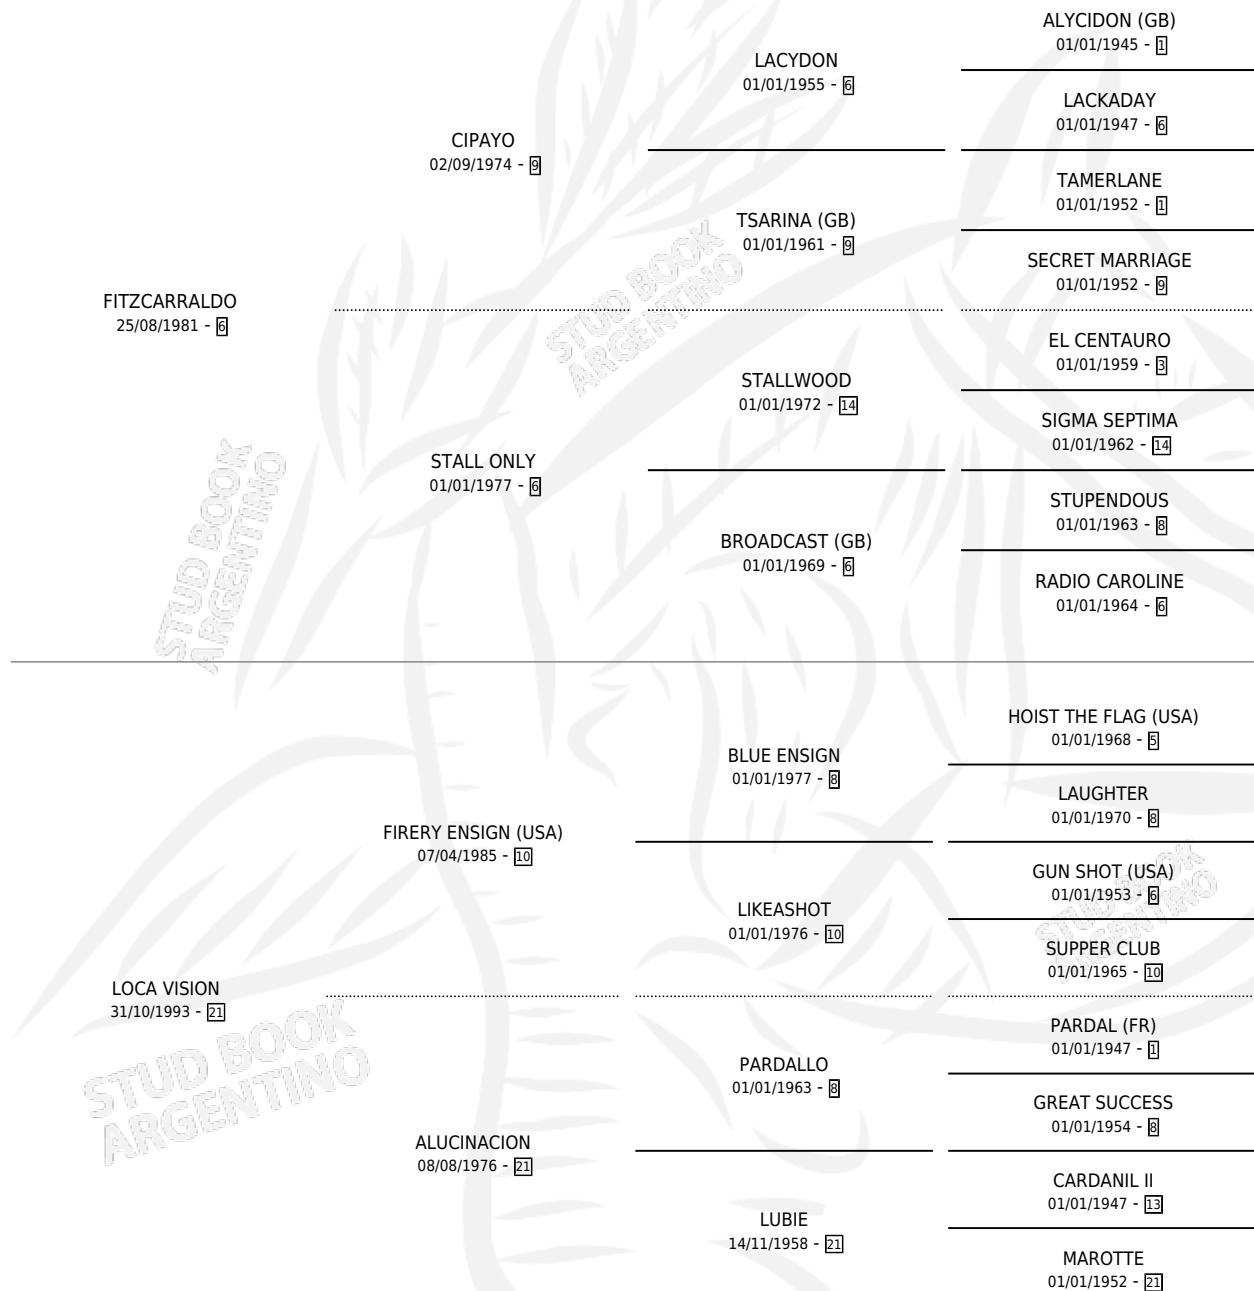 ALYCIDON (GB)
01/01/1945 - 1
LACYDON
01/01/1955 - 6
LACKADAY
01/01/1947 - 6
CIPAYO
02/09/1974 - 9
TAMERLANE
01/01/1952 - 1
TSARINA (GB)
01/01/1961 - 9
SECRET MARRIAGE
01/01/1952 - 9
FITZCARRALDO
25/08/1981 - 6
EL CENTAURO
01/01/1959 - 3
STALLWOOD
01/01/1972 - 14
SIGMA SEPTIMA
01/01/1962 - 14
STALL ONLY
01/01/1977 - 6
STUPENDOUS
01/01/1963 - 8
BROADCAST (GB)
01/01/1969 - 6
RADIO CAROLINE
01/01/1964 - 6
HOIST THE FLAG (USA)
01/01/1968 - 5
BLUE ENSIGN
01/01/1977 - 8
LAUGHTER
01/01/1970 - 8
FIRERY ENSIGN (USA)
07/04/1985 - 10
GUN SHOT (USA)
01/01/1953 - 6
LIKEASHOT
01/01/1976 - 10
SUPPER CLUB
01/01/1965 - 10
LOCA VISION
31/10/1993 - 21
PARDAL (FR)
01/01/1947 - 1
PARDALLO
01/01/1963 - 8
GREAT SUCCESS
01/01/1954 - 8
ALUCINACION
08/08/1976 - 21
CARDANIL II
01/01/1947 - 13
LUBIE
14/11/1958 - 21
MAROTTE
01/01/1952 - 21
STUD BOOK
ARGENTINO
STUD BOOK
ARGENTINO
STUD BOOK
ARGENTINO
STUD BOOK
ARGENTINO